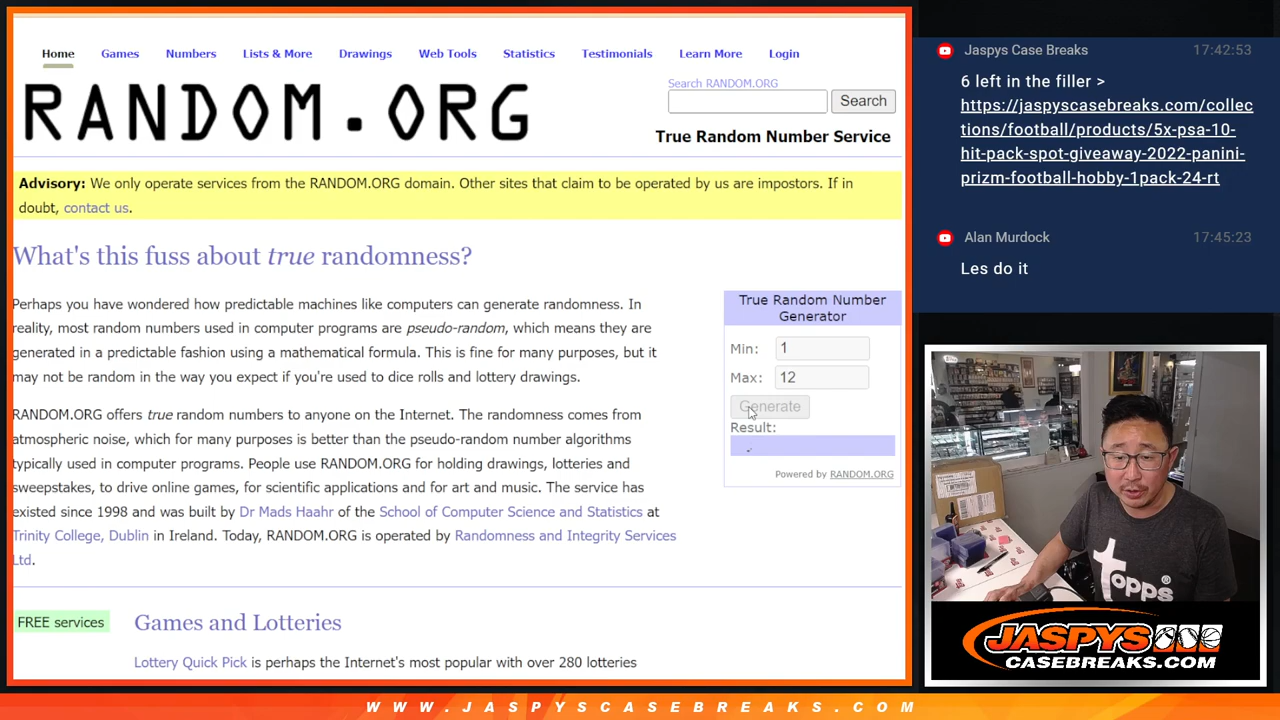 Home Games Numbers Lists & More Drawings Web Tools Statistics Testimonials Learn More Login
RANDOM.ORG
Search RANDOM.ORG
Search
True Random Number Service
Advisory: We only operate services from the RANDOM.ORG domain. Other sites that claim to be operated by us are impostors. If in
doubt, contact us.
What's this fuss about true randomness?
Perhaps you have wondered how predictable machines like computers can generate randomness. In
reality, most random numbers used in computer programs are pseudo-random, which means they are
generated in a predictable fashion using a mathematical formula. This is fine for many purposes, but it
may not be random in the way you expect if you're used to dice rolls and lottery drawings.
RANDOM.ORG offers true random numbers to anyone on the Internet. The randomness comes from
atmospheric noise, which for many purposes is better than the pseudo-random number algorithms
typically used in computer programs. People use RANDOM.ORG for holding drawings, lotteries and
sweepstakes, to drive online games, for scientific applications and for art and music. The service has
existed since 1998 and was built by Dr Mads Haahr of the School of Computer Science and Statistics at
Trinity College, Dublin in Ireland. Today, RANDOM.ORG is operated by Randomness and Integrity Services
Ltd.
True Random Number
Generator
Min: 1
Max: 12
Generate
Result:
Powered by RANDOM.ORG
FREE services
Games and Lotteries
Lottery Quick Pick is perhaps the Internet's most popular with over 280 lotteries
Jaspys Case Breaks 17:42:53
6 left in the filler >
https://jaspyscasebreaks.com/collec
tions/football/products/5x-psa-10-
hit-pack-spot-giveaway-2022-panini-
prizm-football-hobby-1pack-24-rt
Alan Murdock 17:45:23
Les do it
topps
JASPYS
CASEBREAKS.COM
WWW.JASPYSCASEBREAKS.COM